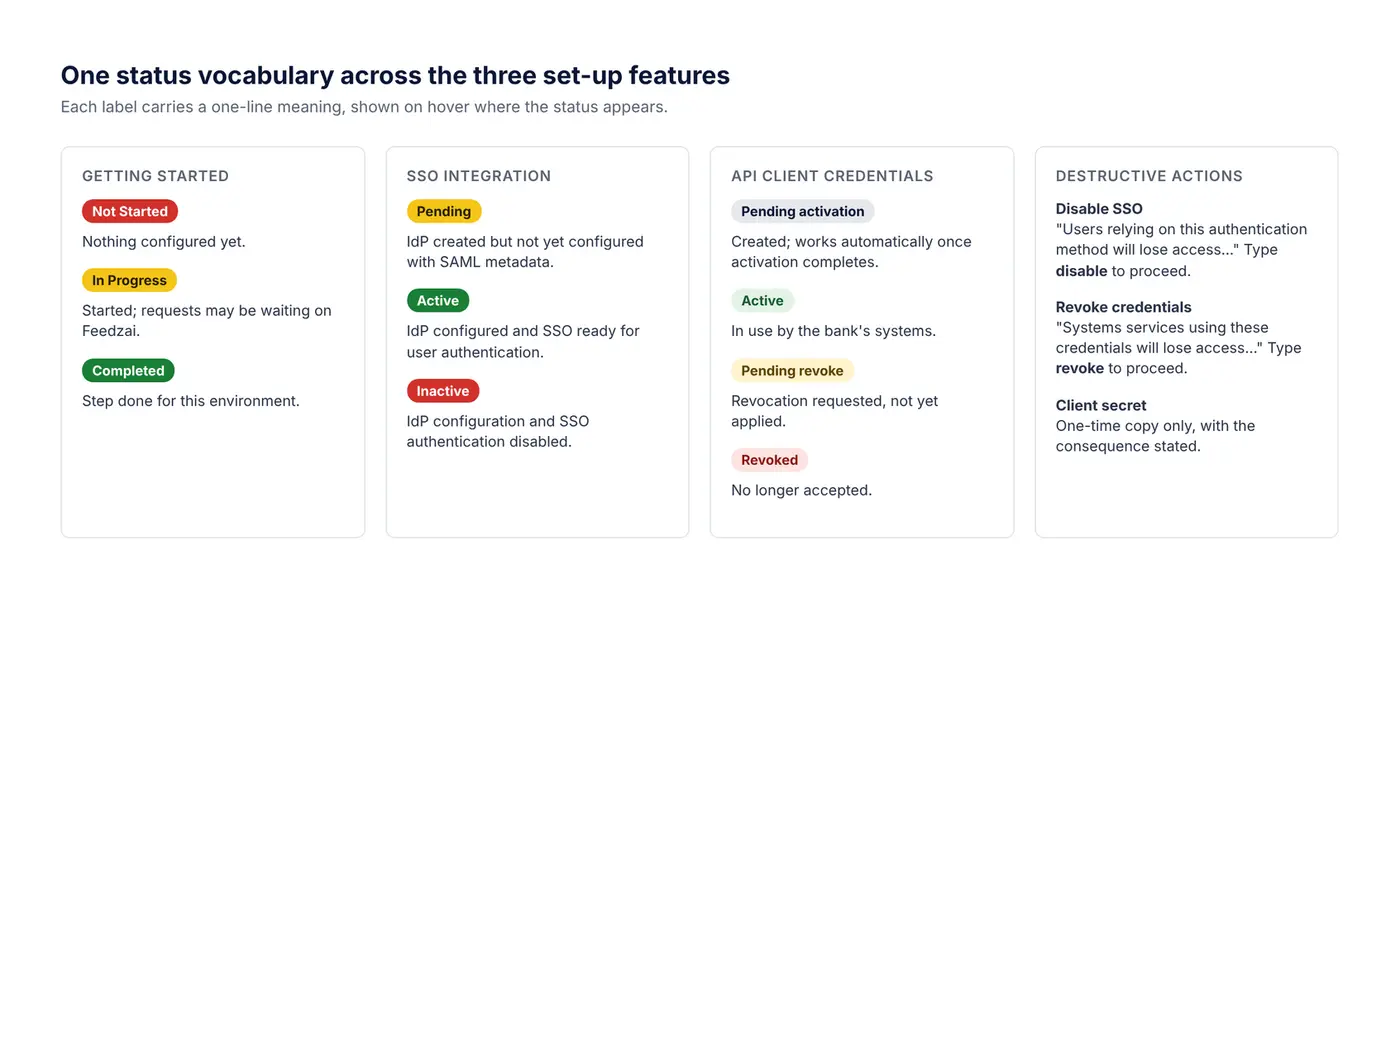 One status vocabulary across the three set-up features
Each label carries a one-line meaning, shown on hover where the status appears.
GETTING STARTED
Not Started
Nothing configured yet.
In Progress
Started; requests may be waiting on
Feedzai.
Completed
Step done for this environment.
SSO INTEGRATION
Pending
IdP created but not yet configured
with SAML metadata.
Active
IdP configured and SSO ready for
user authentication.
Inactive
IdP configuration and SSO
authentication disabled.
API CLIENT CREDENTIALS
Pending activation
Created; works automatically once
activation completes.
Active
In use by the bank's systems.
Pending revoke
Revocation requested, not yet
applied.
Revoked
No longer accepted.
DESTRUCTIVE ACTIONS
Disable SSO
"Users relying on this authentication
method will lose access..." Type
disable to proceed.
Revoke credentials
"Systems services using these
credentials will lose access..." Type
revoke to proceed.
Client secret
One-time copy only, with the
consequence stated.